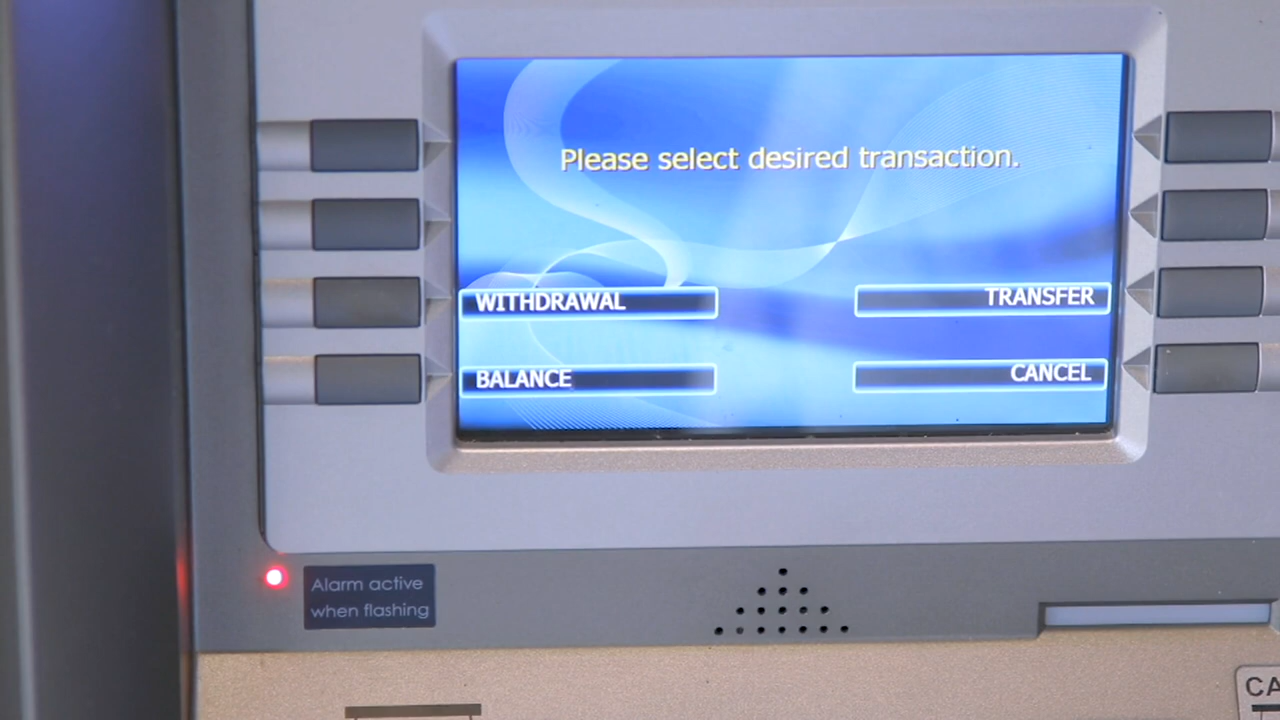 Please select desired transaction.
WITHDRAWAL
TRANSFER
BALANCE
CANCEL
Alarm active
when flashing
CA